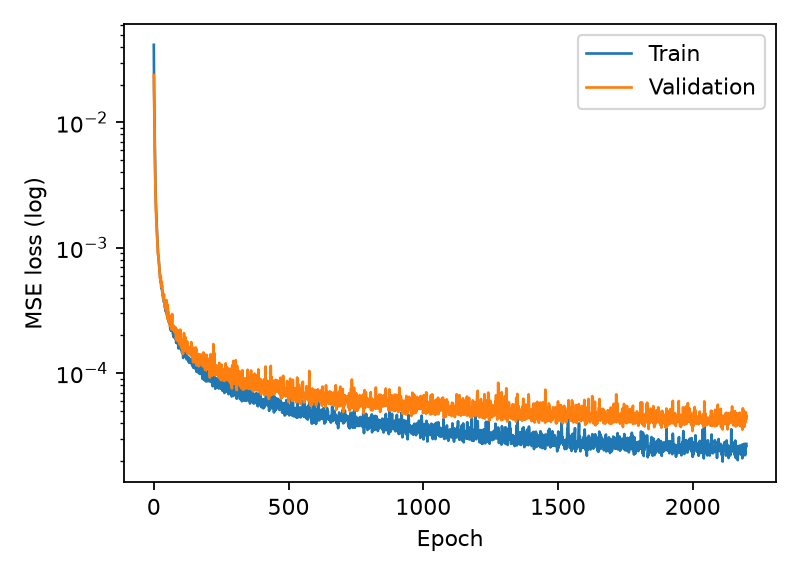 Train
Validation
10⁻²
10⁻³
10⁻⁴
MSE loss (log)
0 500 1000 1500 2000
Epoch